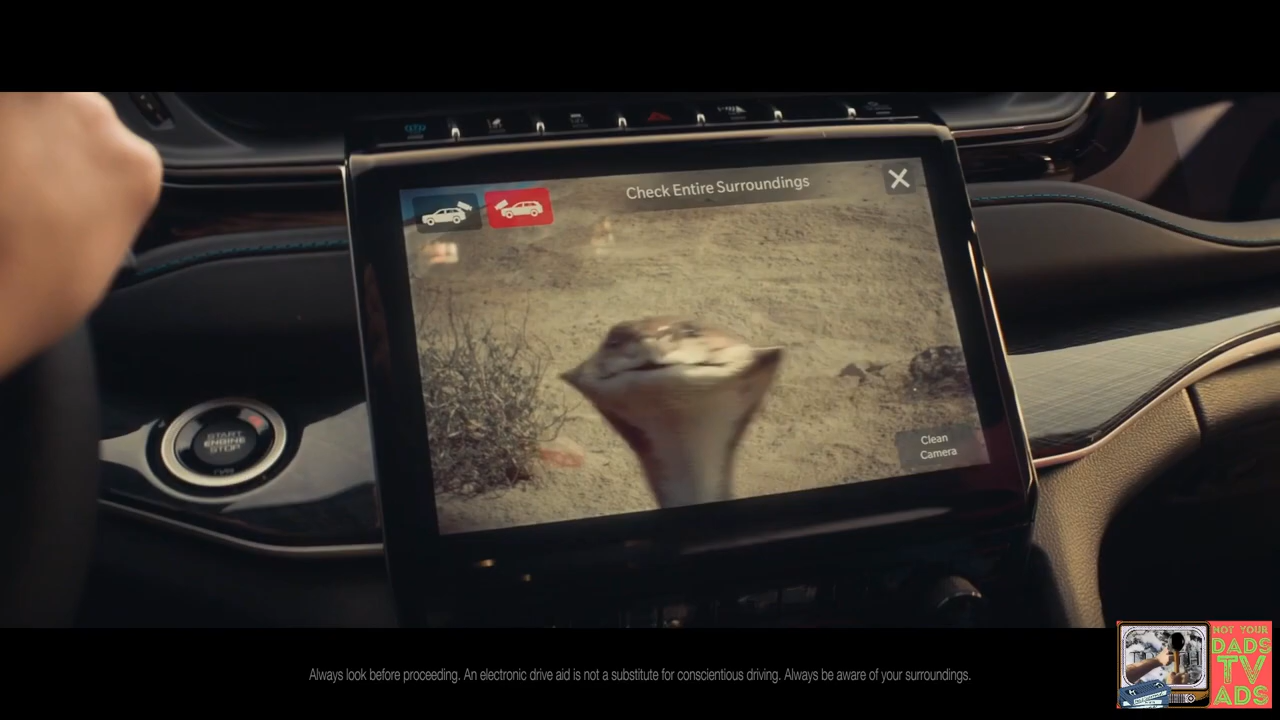 Check Entire Surroundings
START
ENGINE
STOP
Clean
Camera
Always look before proceeding. An electronic drive aid is not a substitute for conscientious driving. Always be aware of your surroundings.
NOT YOUR
DADS
TV
ADS